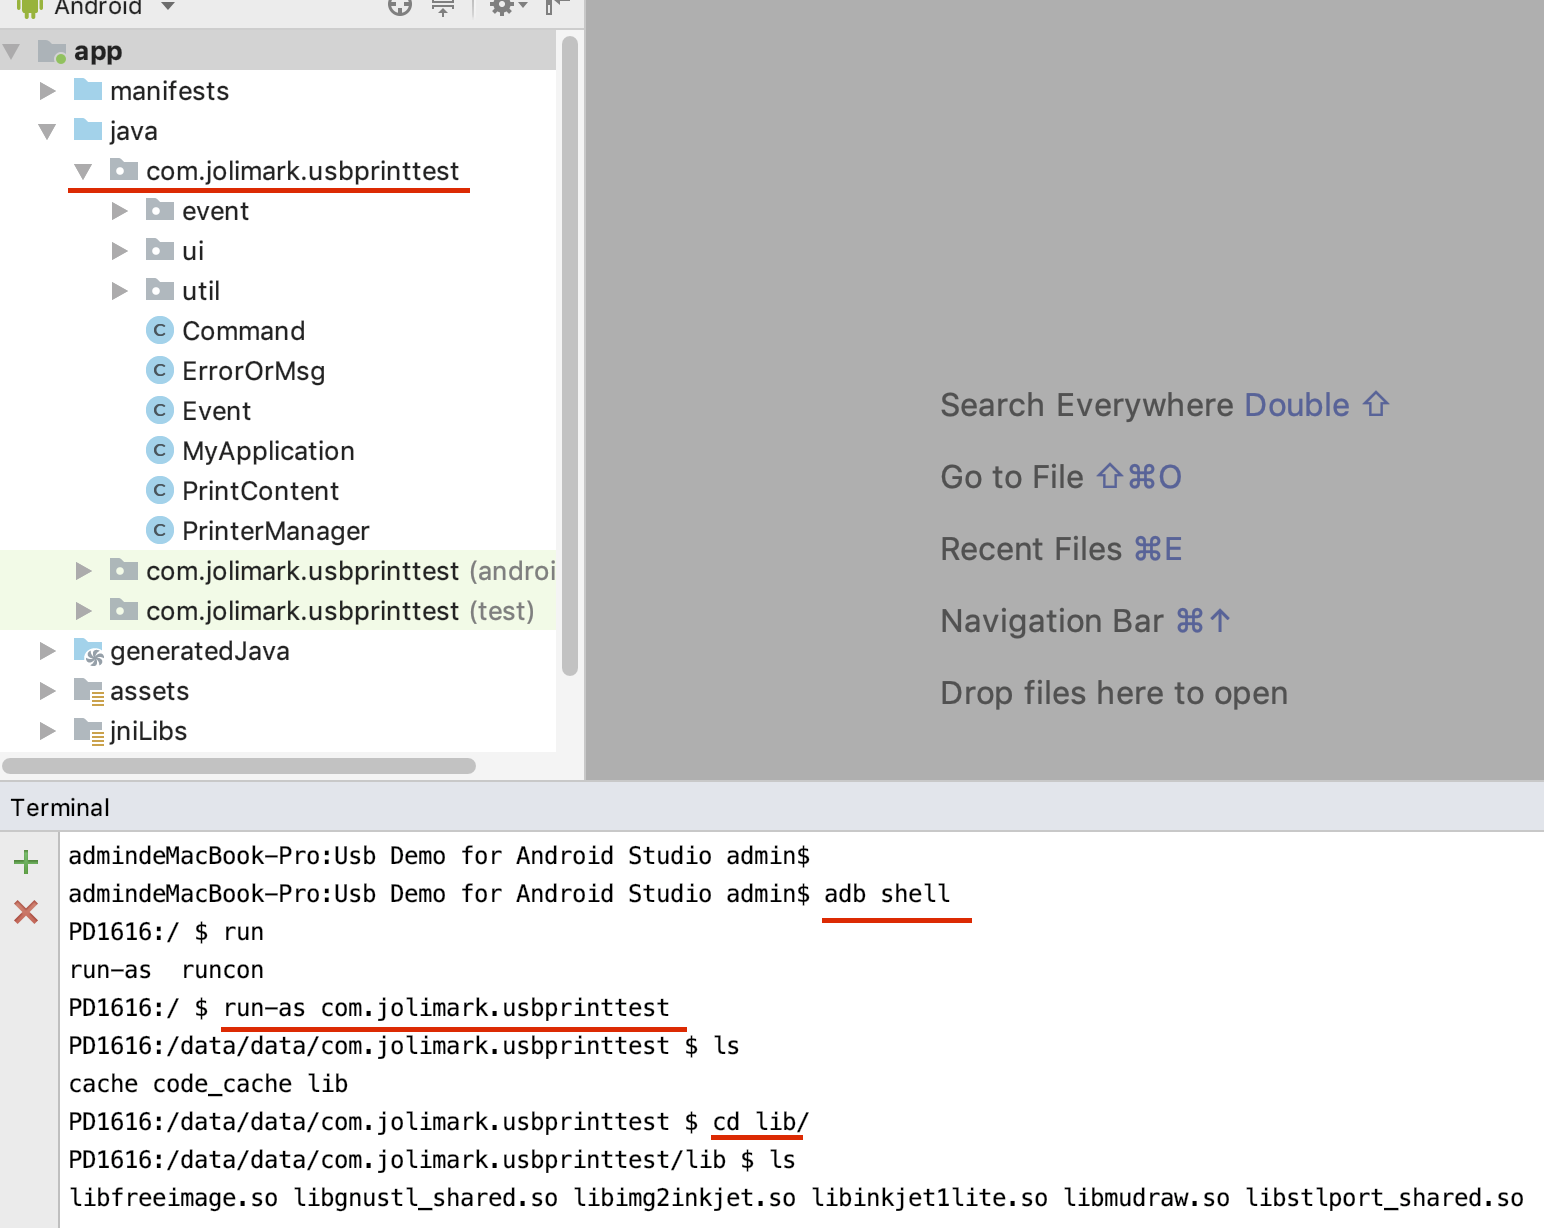 Android
app
manifests
java
com.jolimark.usbprinttest
event
ui
util
C Command
C ErrorOrMsg
C Event
C MyApplication
C PrintContent
C PrinterManager
com.jolimark.usbprinttest (androi
com.jolimark.usbprinttest (test)
generatedJava
assets
jniLibs
Search Everywhere Double ⇧
Go to File ⇧⌘O
Recent Files ⌘E
Navigation Bar ⌘↑
Drop files here to open
Terminal
admindeMacBook-Pro:Usb Demo for Android Studio admin$
admindeMacBook-Pro:Usb Demo for Android Studio admin$ adb shell
PD1616:/ $ run
run-as  runcon
PD1616:/ $ run-as com.jolimark.usbprinttest
PD1616:/data/data/com.jolimark.usbprinttest $ ls
cache code_cache lib
PD1616:/data/data/com.jolimark.usbprinttest $ cd lib/
PD1616:/data/data/com.jolimark.usbprinttest/lib $ ls
libfreeimage.so libgnustl_shared.so libimg2inkjet.so libinkjet1lite.so libmudraw.so libstlport_shared.so